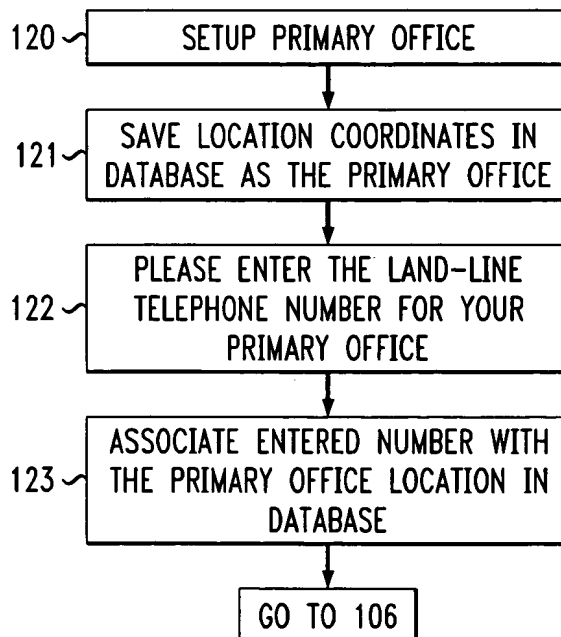 120 SETUP PRIMARY OFFICE
121 SAVE LOCATION COORDINATES IN
DATABASE AS THE PRIMARY OFFICE
PLEASE ENTER THE LAND-LINE
122 TELEPHONE NUMBER FOR YOUR
PRIMARY OFFICE
ASSOCIATE ENTERED NUMBER WITH
123 THE PRIMARY OFFICE LOCATION IN
DATABASE
GO TO 106